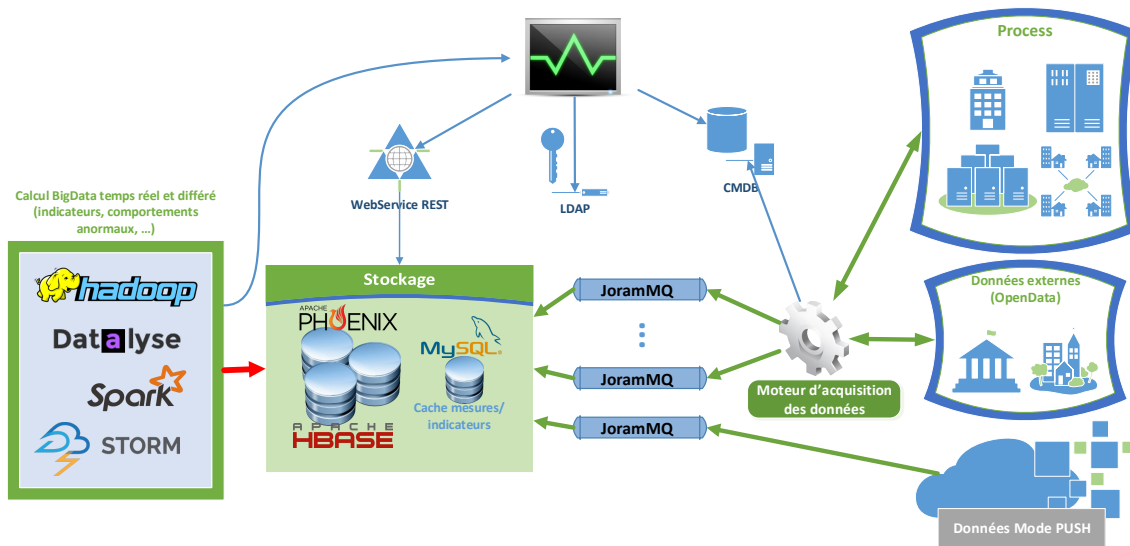 Process
WebService REST
LDAP
CMDB
Calcul BigData temps réel et différé
(indicateurs, comportements
anormaux, ...)
hadoop
Datalyse
Spark
STORM
Stockage
APACHE
PHOENIX
MySQL®
Cache mesures/
indicateurs
APACHE
HBASE
JoramMQ
JoramMQ
JoramMQ
Moteur d'acquisition
des données
Données externes
(OpenData)
Données Mode PUSH